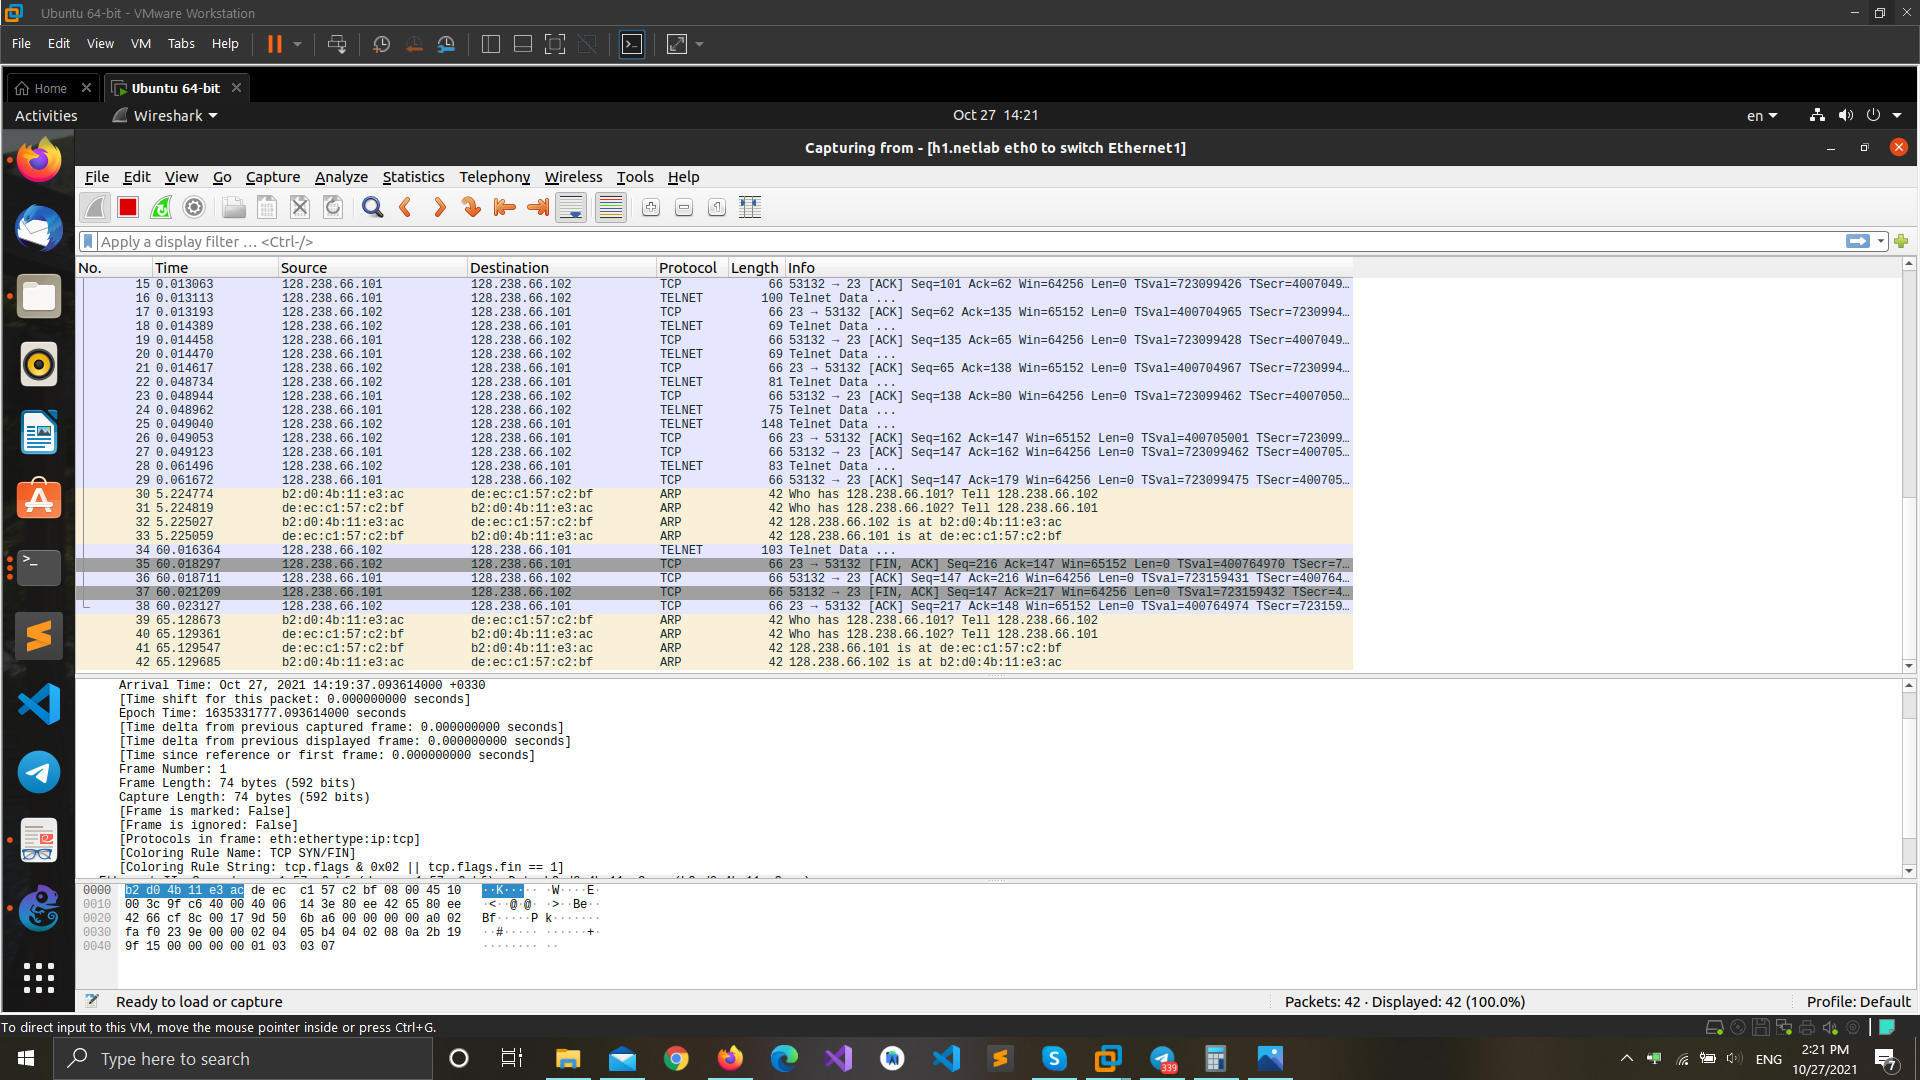 Ubuntu 64-bit - VMware Workstation
File Edit View VM Tabs Help
Home Ubuntu 64-bit
Activities Wireshark Oct 27 14:21 en
Capturing from - [h1.netlab eth0 to switch Ethernet1]
File Edit View Go Capture Analyze Statistics Telephony Wireless Tools Help
Apply a display filter … <Ctrl-/>
No. Time Source Destination Protocol Length Info
15 0.013063 128.238.66.101 128.238.66.102 TCP 66 53132 → 23 [ACK] Seq=101 Ack=62 Win=64256 Len=0 TSval=723099426 TSecr=4007049…
16 0.013113 128.238.66.101 128.238.66.102 TELNET 100 Telnet Data ...
17 0.013193 128.238.66.102 128.238.66.101 TCP 66 23 → 53132 [ACK] Seq=62 Ack=135 Win=65152 Len=0 TSval=400704965 TSecr=7230994…
18 0.014389 128.238.66.102 128.238.66.101 TELNET 69 Telnet Data ...
19 0.014458 128.238.66.101 128.238.66.102 TCP 66 53132 → 23 [ACK] Seq=135 Ack=65 Win=64256 Len=0 TSval=723099428 TSecr=4007049…
20 0.014470 128.238.66.101 128.238.66.102 TELNET 69 Telnet Data ...
21 0.014617 128.238.66.102 128.238.66.101 TCP 66 23 → 53132 [ACK] Seq=65 Ack=138 Win=65152 Len=0 TSval=400704967 TSecr=7230994…
22 0.048734 128.238.66.102 128.238.66.101 TELNET 81 Telnet Data ...
23 0.048944 128.238.66.101 128.238.66.102 TCP 66 53132 → 23 [ACK] Seq=138 Ack=80 Win=64256 Len=0 TSval=723099462 TSecr=4007050…
24 0.048962 128.238.66.101 128.238.66.102 TELNET 75 Telnet Data ...
25 0.049040 128.238.66.102 128.238.66.101 TELNET 148 Telnet Data ...
26 0.049053 128.238.66.102 128.238.66.101 TCP 66 23 → 53132 [ACK] Seq=162 Ack=147 Win=65152 Len=0 TSval=400705001 TSecr=723099…
27 0.049123 128.238.66.101 128.238.66.102 TCP 66 53132 → 23 [ACK] Seq=147 Ack=162 Win=64256 Len=0 TSval=723099462 TSecr=400705…
28 0.061496 128.238.66.102 128.238.66.101 TELNET 83 Telnet Data ...
29 0.061672 128.238.66.101 128.238.66.102 TCP 66 53132 → 23 [ACK] Seq=147 Ack=179 Win=64256 Len=0 TSval=723099475 TSecr=400705…
30 5.224774 b2:d0:4b:11:e3:ac de:ec:c1:57:c2:bf ARP 42 Who has 128.238.66.101? Tell 128.238.66.102
31 5.224819 de:ec:c1:57:c2:bf b2:d0:4b:11:e3:ac ARP 42 Who has 128.238.66.102? Tell 128.238.66.101
32 5.225027 b2:d0:4b:11:e3:ac de:ec:c1:57:c2:bf ARP 42 128.238.66.102 is at b2:d0:4b:11:e3:ac
33 5.225059 de:ec:c1:57:c2:bf b2:d0:4b:11:e3:ac ARP 42 128.238.66.101 is at de:ec:c1:57:c2:bf
34 60.016364 128.238.66.102 128.238.66.101 TELNET 103 Telnet Data ...
35 60.018297 128.238.66.102 128.238.66.101 TCP 66 23 → 53132 [FIN, ACK] Seq=216 Ack=147 Win=65152 Len=0 TSval=400764970 TSecr=7…
36 60.018711 128.238.66.101 128.238.66.102 TCP 66 53132 → 23 [ACK] Seq=147 Ack=216 Win=64256 Len=0 TSval=723159431 TSecr=400764…
37 60.021209 128.238.66.101 128.238.66.102 TCP 66 53132 → 23 [FIN, ACK] Seq=147 Ack=217 Win=64256 Len=0 TSval=723159432 TSecr=4…
38 60.023127 128.238.66.102 128.238.66.101 TCP 66 23 → 53132 [ACK] Seq=217 Ack=148 Win=65152 Len=0 TSval=400764974 TSecr=723159…
39 65.128673 b2:d0:4b:11:e3:ac de:ec:c1:57:c2:bf ARP 42 Who has 128.238.66.101? Tell 128.238.66.102
40 65.129361 de:ec:c1:57:c2:bf b2:d0:4b:11:e3:ac ARP 42 Who has 128.238.66.102? Tell 128.238.66.101
41 65.129547 de:ec:c1:57:c2:bf b2:d0:4b:11:e3:ac ARP 42 128.238.66.101 is at de:ec:c1:57:c2:bf
42 65.129685 b2:d0:4b:11:e3:ac de:ec:c1:57:c2:bf ARP 42 128.238.66.102 is at b2:d0:4b:11:e3:ac
Arrival Time: Oct 27, 2021 14:19:37.093614000 +0330
[Time shift for this packet: 0.000000000 seconds]
Epoch Time: 1635331777.093614000 seconds
[Time delta from previous captured frame: 0.000000000 seconds]
[Time delta from previous displayed frame: 0.000000000 seconds]
[Time since reference or first frame: 0.000000000 seconds]
Frame Number: 1
Frame Length: 74 bytes (592 bits)
Capture Length: 74 bytes (592 bits)
[Frame is marked: False]
[Frame is ignored: False]
[Protocols in frame: eth:ethertype:ip:tcp]
[Coloring Rule Name: TCP SYN/FIN]
[Coloring Rule String: tcp.flags & 0x02 || tcp.flags.fin == 1]
0000 b2 d0 4b 11 e3 ac de ec c1 57 c2 bf 08 00 45 10 ··K····· ·W····E·
0010 00 3c 9f c6 40 00 40 06 14 3e 80 ee 42 65 80 ee ·<··@·@· ·>··Be··
0020 42 66 cf 8c 00 17 9d 50 6b a6 00 00 00 00 a0 02 Bf·····P k·······
0030 fa f0 23 9e 00 00 02 04 05 b4 04 02 08 0a 2b 19 ··#····· ······+·
0040 9f 15 00 00 00 00 01 03 03 07 ········ ··
Ready to load or capture Packets: 42 · Displayed: 42 (100.0%) Profile: Default
To direct input to this VM, move the mouse pointer inside or press Ctrl+G.
Type here to search 339 ENG 2:21 PM 7
10/27/2021